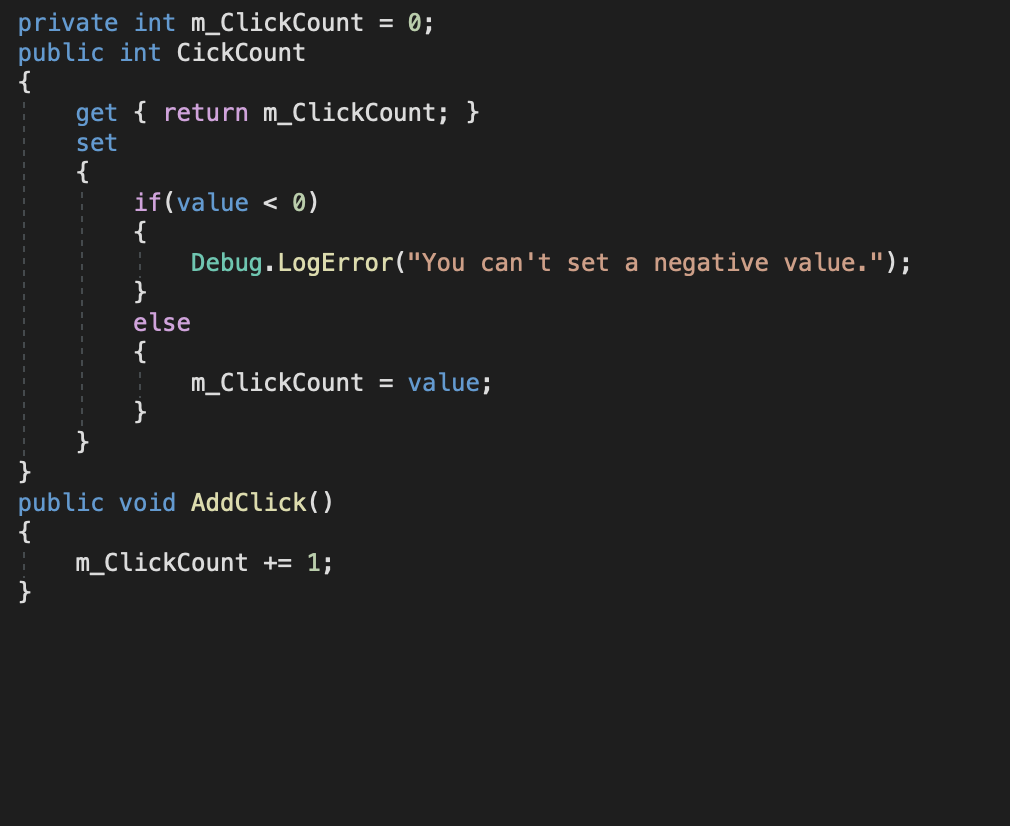 private int m_ClickCount = 0;
public int CickCount
{
    get { return m_ClickCount; }
    set
    {
        if(value < 0)
        {
            Debug.LogError("You can't set a negative value.");
        }
        else
        {
            m_ClickCount = value;
        }
    }
}
public void AddClick()
{
    m_ClickCount += 1;
}